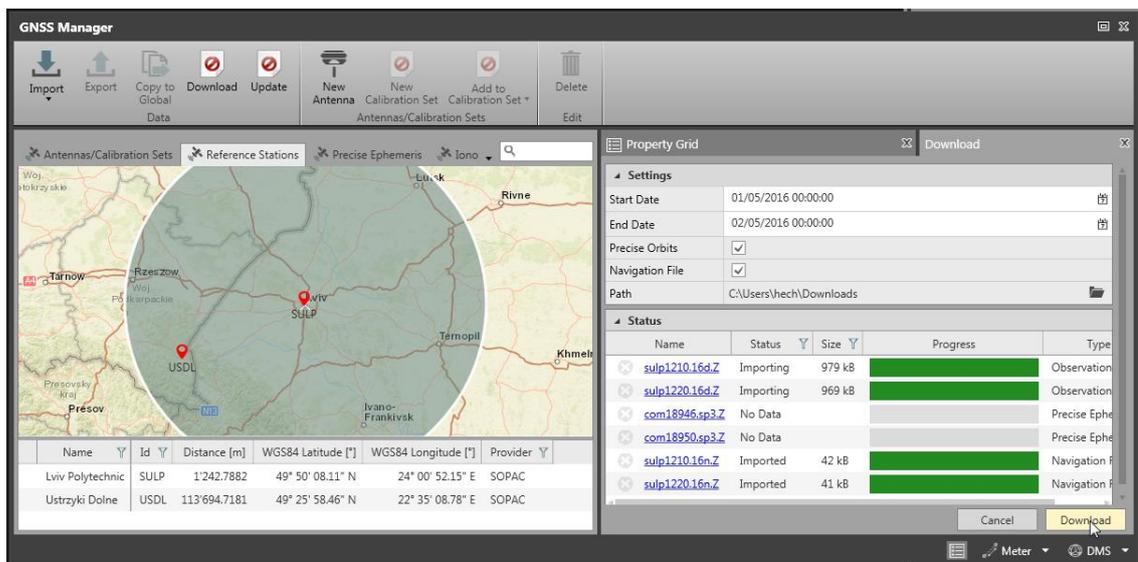 GNSS Manager
Import
Export
Copy to
Global
Download
Update
Data
New
Antenna
New
Calibration Set
Add to
Calibration Set
Antennas/Calibration Sets
Delete
Edit
Antennas/Calibration Sets
Reference Stations
Precise Ephemeris
Iono
Woj.
Lutsk
Rivne
Tarnow
Rzeszow
Woj.
Podkarpackie
Lviv
SULP
Ternopil
USDL
Khmeln
Presovsky
kraj
Presov
N13
Ivano-
Frankivsk
Name Id Distance [m] WGS84 Latitude [°] WGS84 Longitude [°] Provider
Lviv Polytechnic SULP 1'242.7882 49° 50' 08.11" N 24° 00' 52.15" E SOPAC
Ustrzyki Dolne USDL 113'694.7181 49° 25' 58.46" N 22° 35' 08.78" E SOPAC
Property Grid
Download
Settings
Start Date 01/05/2016 00:00:00
End Date 02/05/2016 00:00:00
Precise Orbits
Navigation File
Path C:\Users\hech\Downloads
Status
Name Status Size Progress Type
sulp1210.16d.Z Importing 979 kB Observation
sulp1220.16d.Z Importing 969 kB Observation
com18946.sp3.Z No Data Precise Ephe
com18950.sp3.Z No Data Precise Ephe
sulp1210.16n.Z Imported 42 kB Navigation F
sulp1220.16n.Z Imported 41 kB Navigation F
Cancel
Download
Meter
DMS